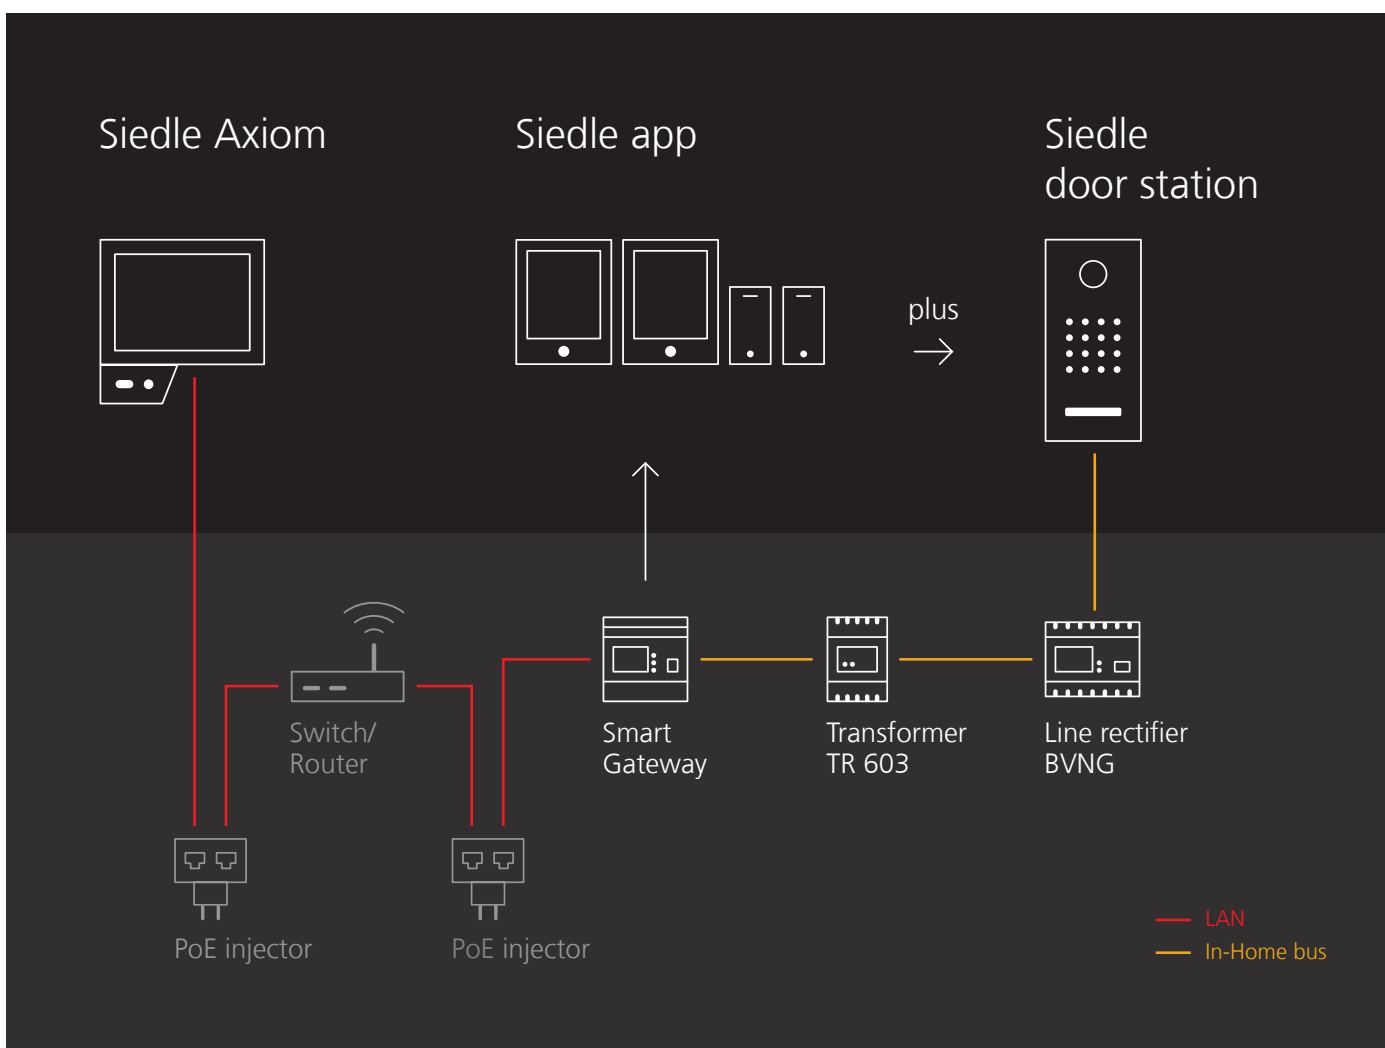 Siedle Axiom
Siedle app
Siedle
door station
plus
Switch/
Router
Smart
Gateway
Transformer
TR 603
Line rectifier
BVNG
PoE injector
PoE injector
LAN
In-Home bus